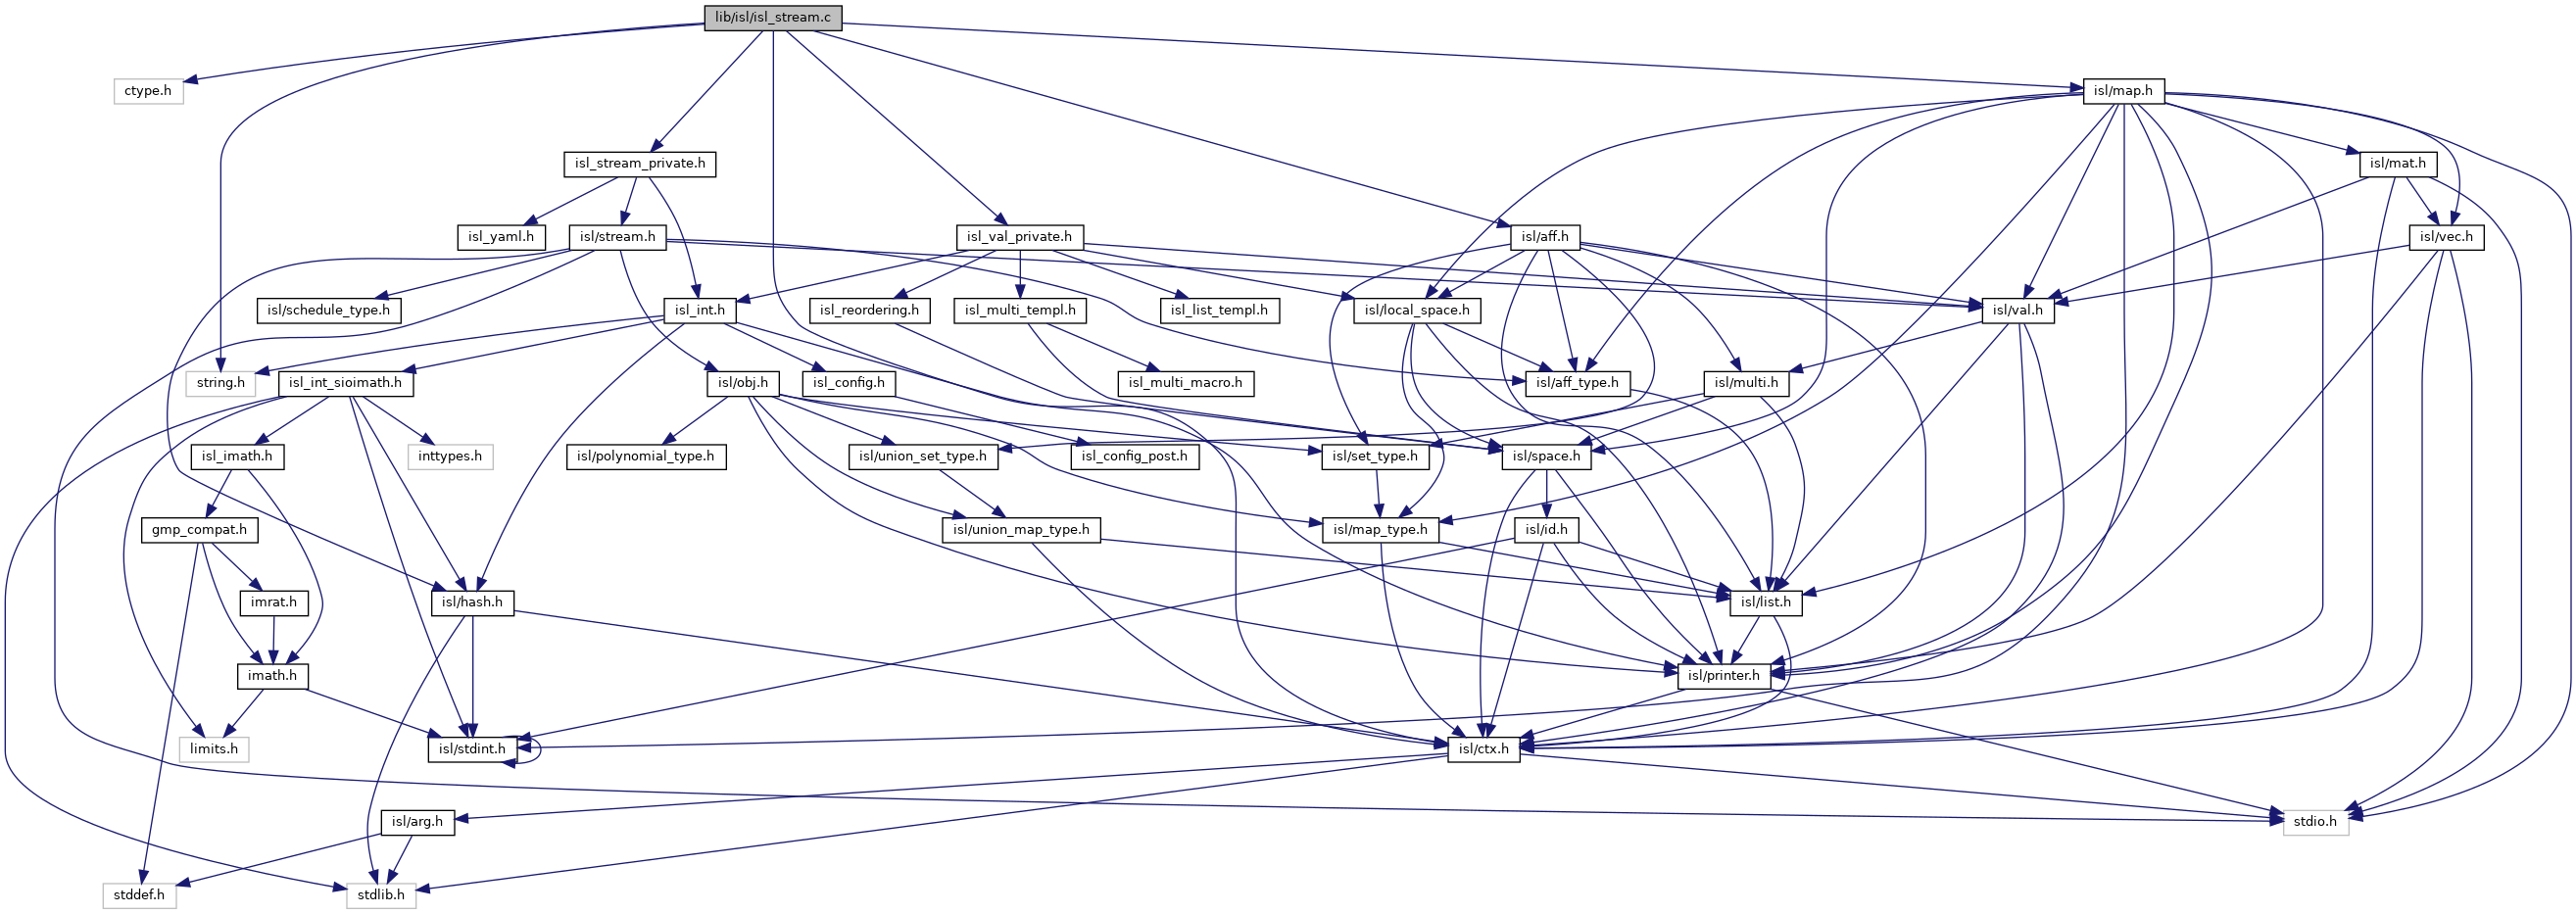 lib/isl/isl_stream.c
ctype.h
isl/map.h
isl_stream_private.h
isl/mat.h
isl_yaml.h
isl/stream.h
isl_val_private.h
isl/aff.h
isl/vec.h
isl/schedule_type.h
isl_int.h
isl_reordering.h
isl_multi_templ.h
isl_list_templ.h
isl/local_space.h
isl/val.h
string.h
isl_int_sioimath.h
isl/obj.h
isl_config.h
isl_multi_macro.h
isl/aff_type.h
isl/multi.h
isl_imath.h
inttypes.h
isl/polynomial_type.h
isl/union_set_type.h
isl_config_post.h
isl/set_type.h
isl/space.h
gmp_compat.h
isl/union_map_type.h
isl/map_type.h
isl/id.h
imrat.h
isl/hash.h
isl/list.h
imath.h
isl/printer.h
limits.h
isl/stdint.h
isl/ctx.h
isl/arg.h
stdio.h
stddef.h
stdlib.h